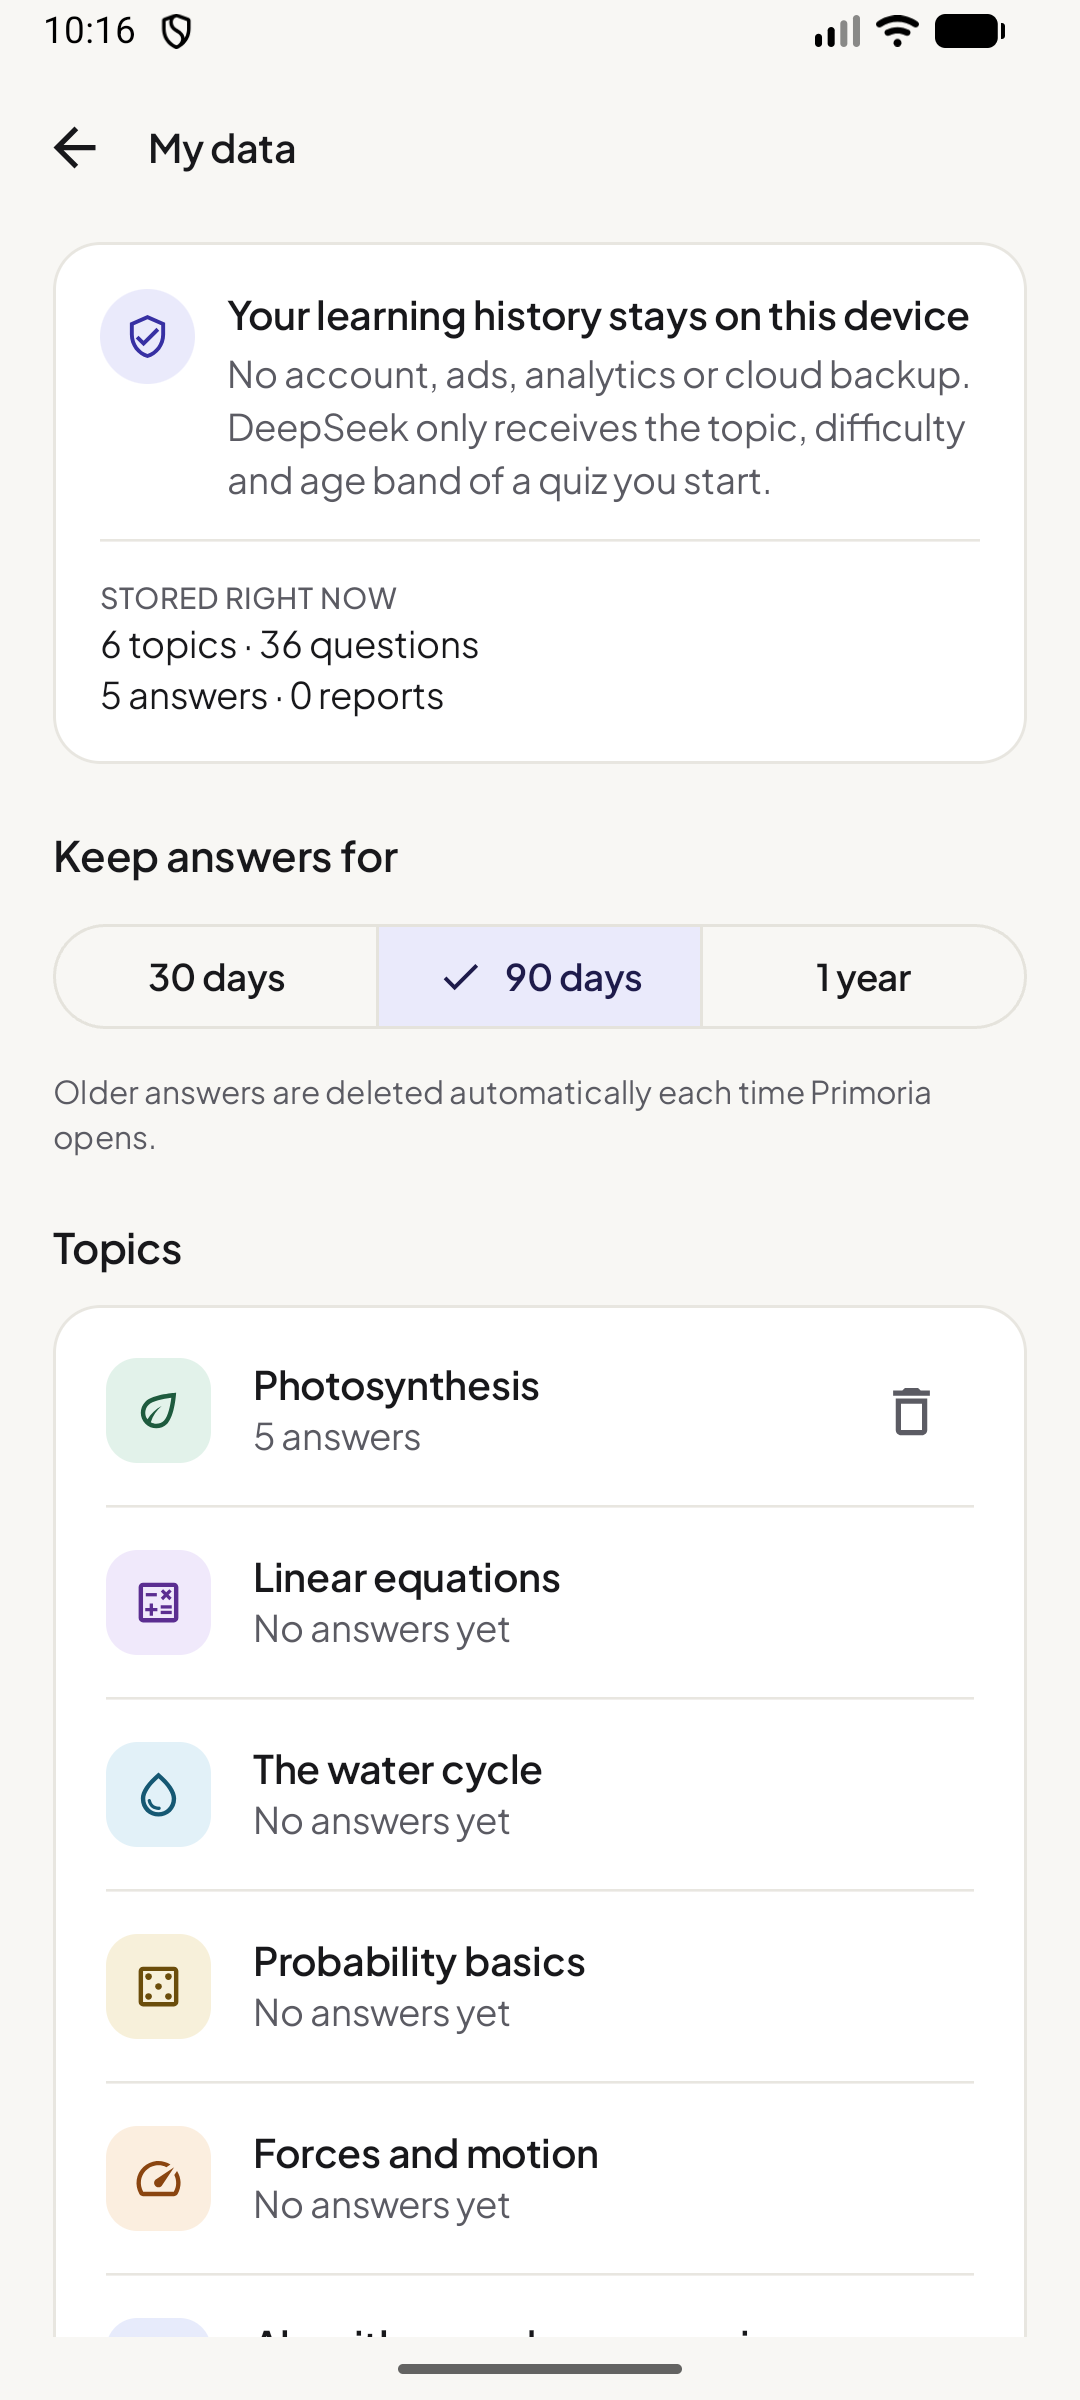 10:16
My data
Your learning history stays on this device
No account, ads, analytics or cloud backup.
DeepSeek only receives the topic, difficulty
and age band of a quiz you start.
STORED RIGHT NOW
6 topics · 36 questions
5 answers · 0 reports
Keep answers for
30 days
90 days
1 year
Older answers are deleted automatically each time Primoria
opens.
Topics
Photosynthesis
5 answers
Linear equations
No answers yet
The water cycle
No answers yet
Probability basics
No answers yet
Forces and motion
No answers yet